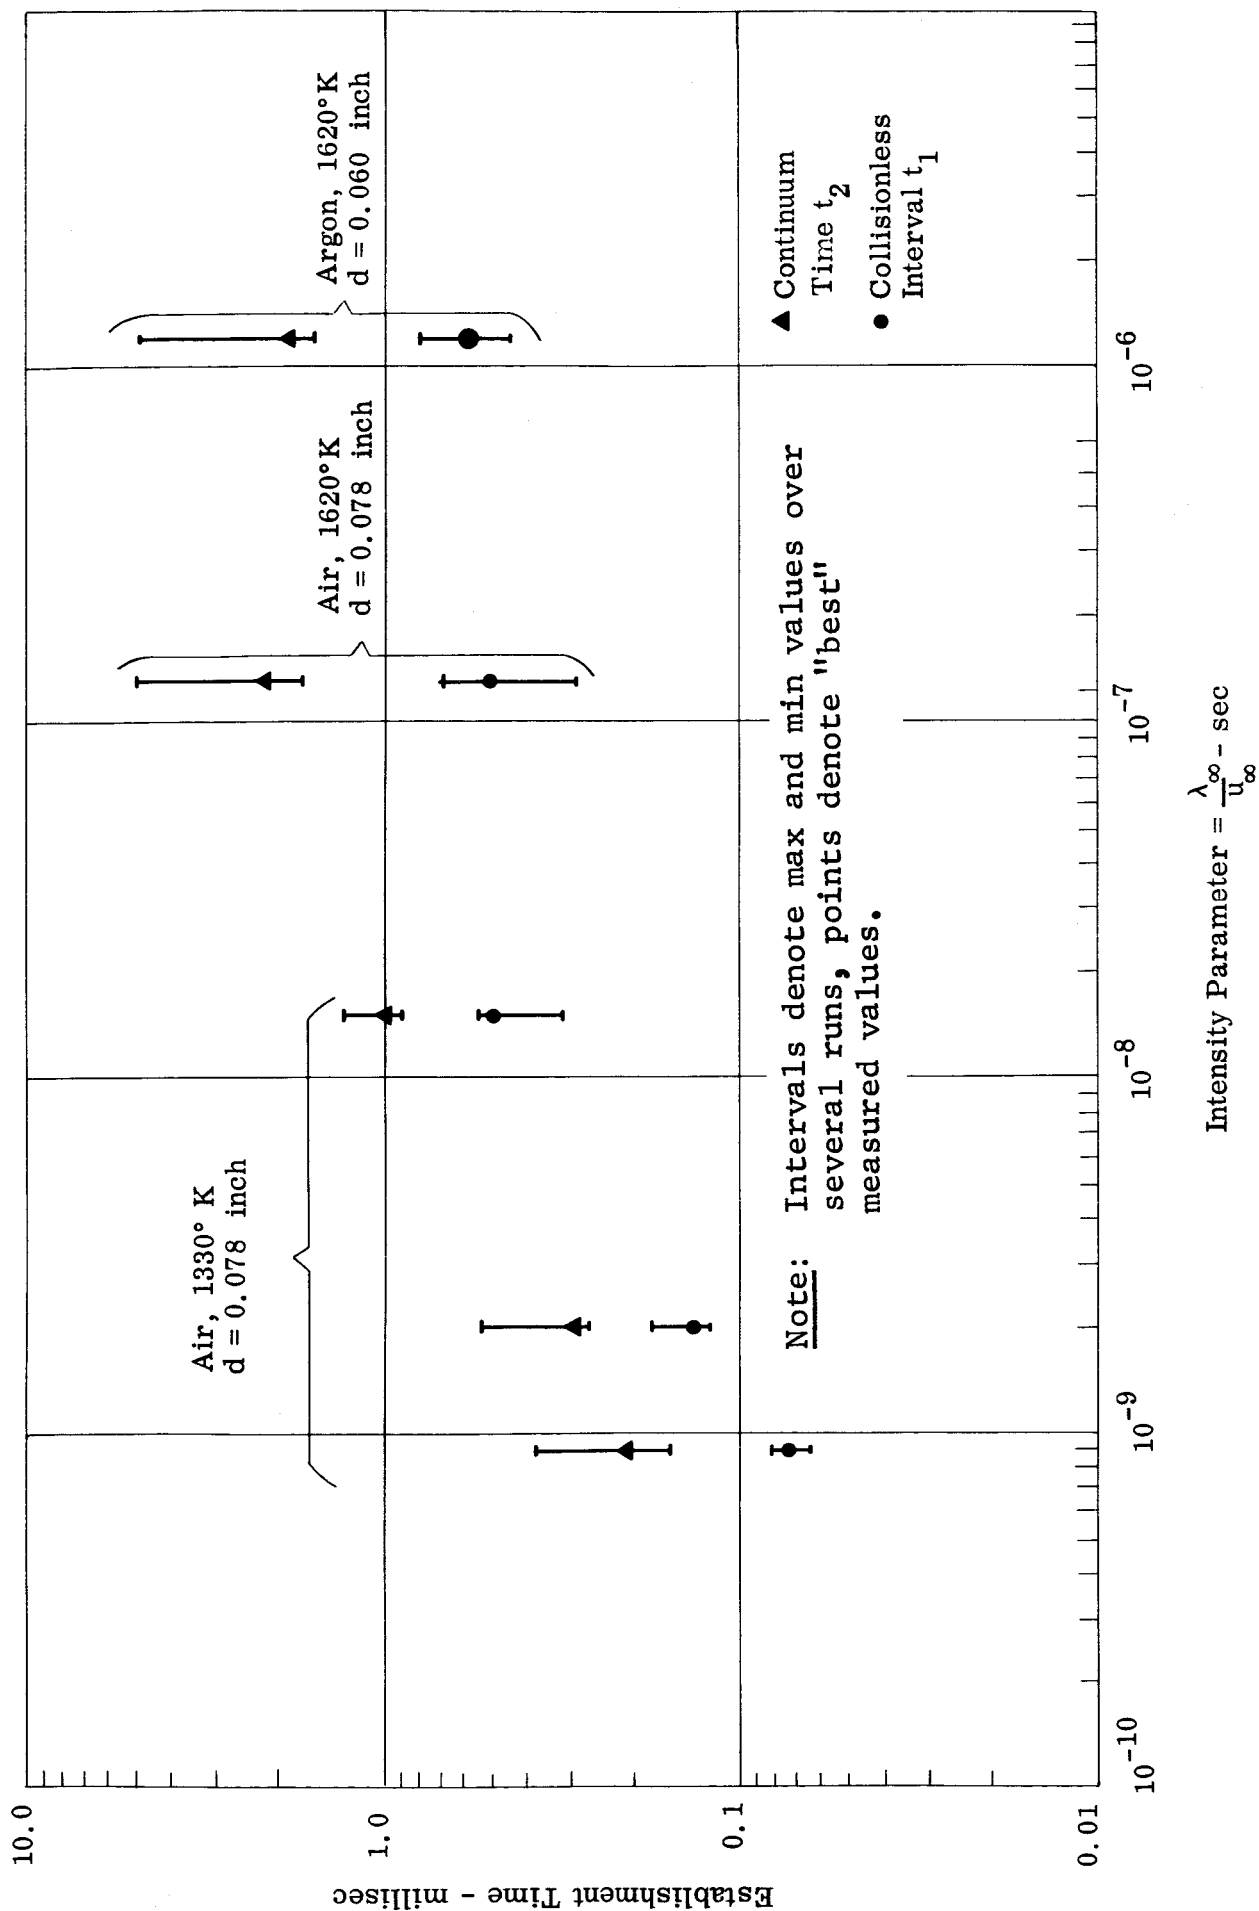 Establishment Time - millisec
10.0
1.0
0.1
0.01
Air, 1330° K
d = 0.078 inch
Air, 1620°K
d = 0.078 inch
Argon, 1620°K
d = 0.060 inch
▲ Continuum
Time t₂
● Collisionless
Interval t₁
Note: Intervals denote max and min values over
several runs, points denote "best"
measured values.
10⁻¹⁰
10⁻⁹
10⁻⁸
10⁻⁷
10⁻⁶
Intensity Parameter = λ∞/u∞ - sec